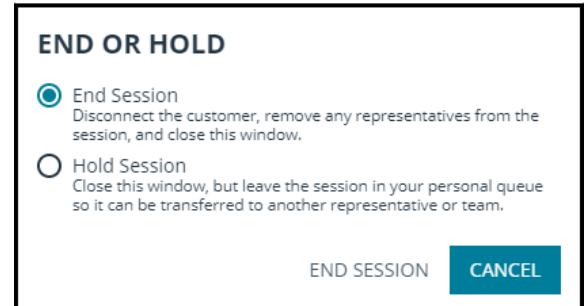 END OR HOLD
End Session
Disconnect the customer, remove any representatives from the
session, and close this window.
Hold Session
Close this window, but leave the session in your personal queue
so it can be transferred to another representative or team.
END SESSION CANCEL